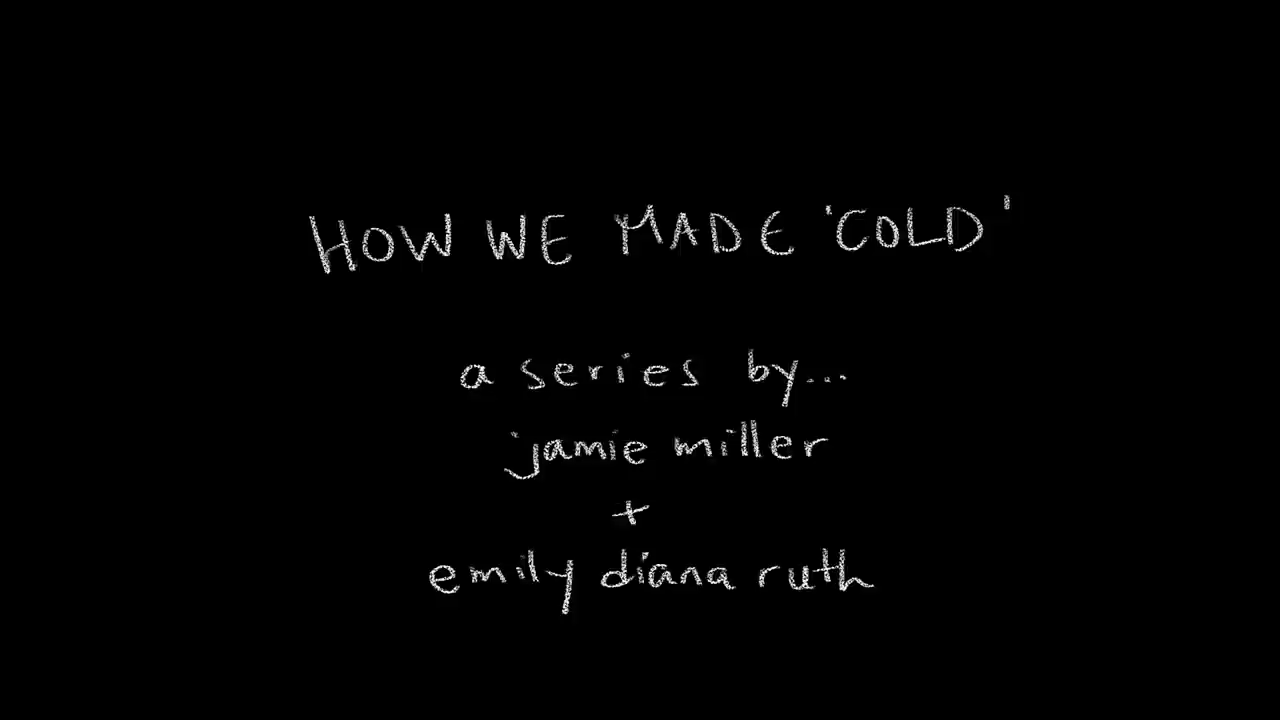 HOW WE MADE 'COLD'
a series by...
jamie miller
+
emily diana ruth